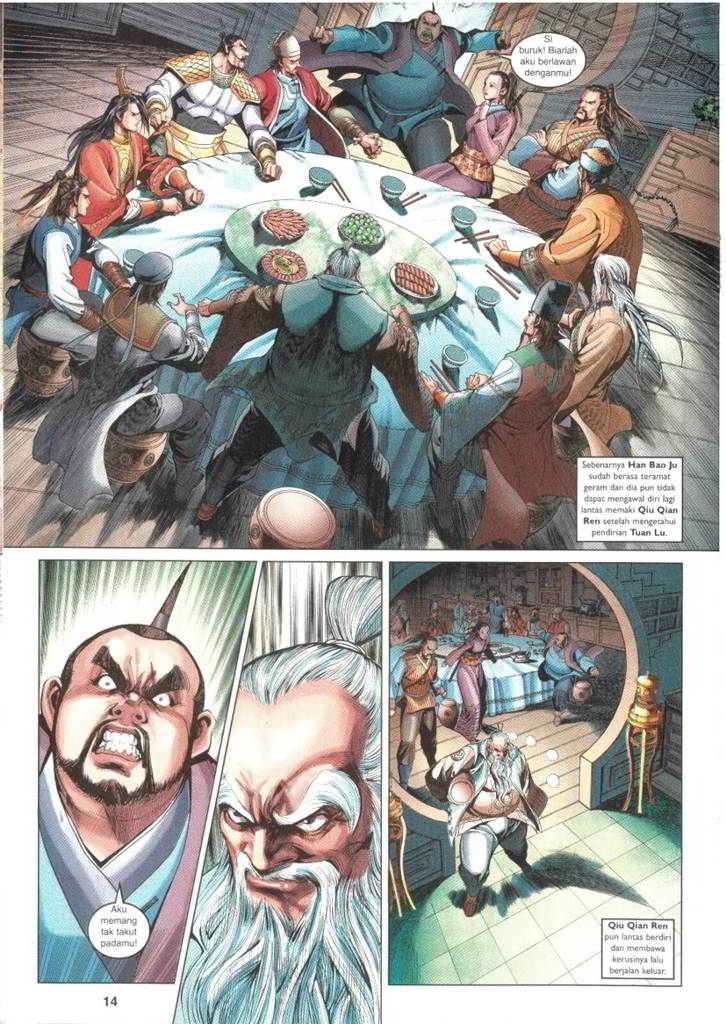 Si
buruk! Biarlah
aku berlawan
denganmu!
Sebenarnya Han Bao Ju
sudah berasa teramat
geram dan dia pun tidak
dapat mengawal diri lagi
lantas memaki Qiu Qian
Ren setelah mengetahui
pendirian Tuan Lu.
Aku
memang
tak takut
padamu!
Qiu Qian Ren
pun lantas berdiri
dan membawa
kerusinya lalu
berjalan keluar.
14